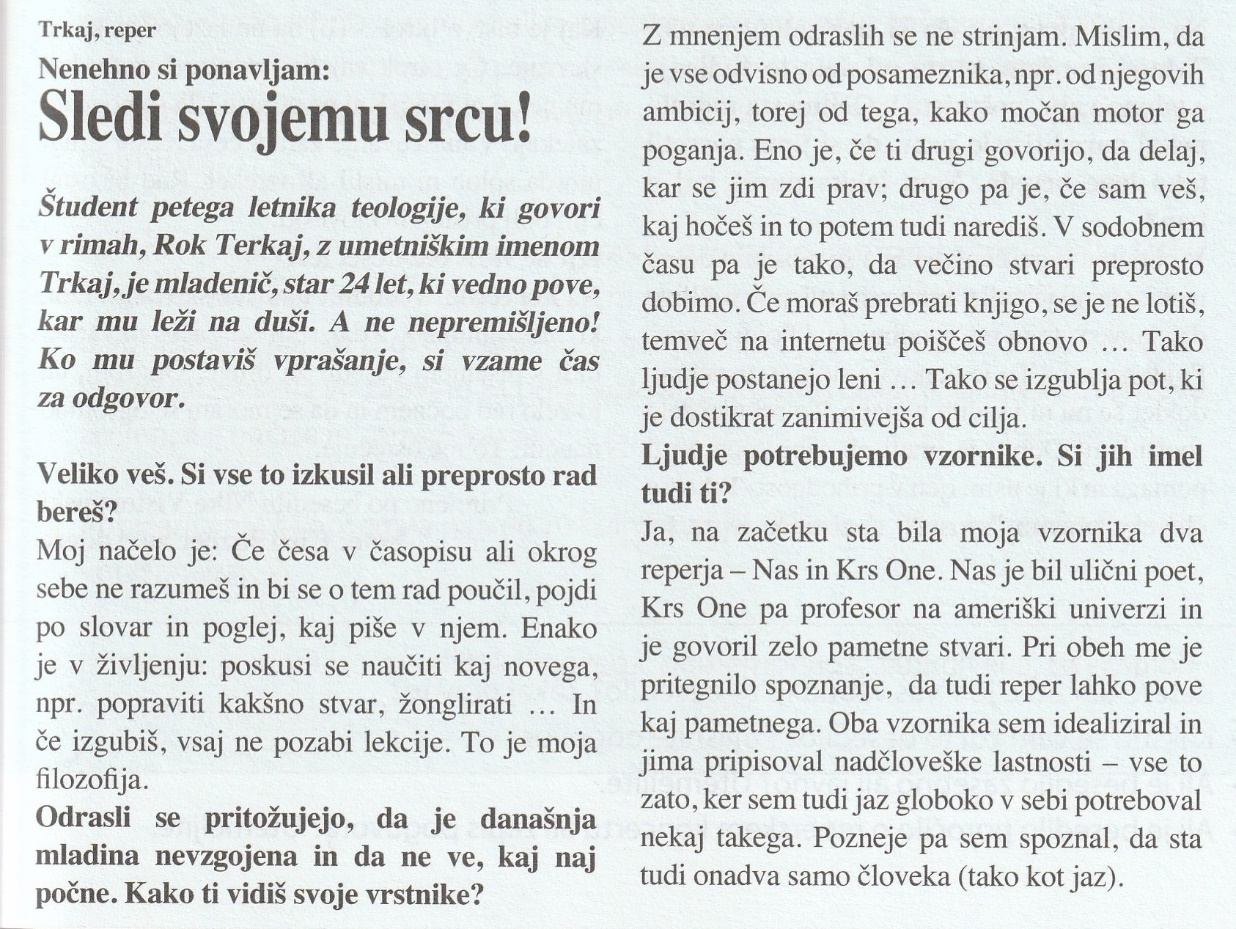 Trkaj, reper
Nenehno si ponavljam:
Sledi svojemu srcu!
Študent petega letnika teologije, ki govori
v rimah, Rok Terkaj, z umetniškim imenom
Trkaj, je mladenič, star 24 let, ki vedno pove,
kar mu leži na duši. A ne nepremišljeno!
Ko mu postaviš vprašanje, si vzame čas
za odgovor.
Veliko veš. Si vse to izkusil ali preprosto rad
bereš?
Moj načelo je: Če česa v časopisu ali okrog
sebe ne razumeš in bi se o tem rad poučil, pojdi
po slovar in poglej, kaj piše v njem. Enako
je v življenju: poskusi se naučiti kaj novega,
npr. popraviti kakšno stvar, žonglirati … In
če izgubiš, vsaj ne pozabi lekcije. To je moja
filozofija.
Odrasli se pritožujejo, da je današnja
mladina nevzgojena in da ne ve, kaj naj
počne. Kako ti vidiš svoje vrstnike?
Z mnenjem odraslih se ne strinjam. Mislim, da
je vse odvisno od posameznika, npr. od njegovih
ambicij, torej od tega, kako močan motor ga
poganja. Eno je, če ti drugi govorijo, da delaj,
kar se jim zdi prav; drugo pa je, če sam veš,
kaj hočeš in to potem tudi narediš. V sodobnem
času pa je tako, da večino stvari preprosto
dobimo. Če moraš prebrati knjigo, se je ne lotiš,
temveč na internetu poiščeš obnovo … Tako
ljudje postanejo leni … Tako se izgublja pot, ki
je dostikrat zanimivejša od cilja.
Ljudje potrebujemo vzornike. Si jih imel
tudi ti?
Ja, na začetku sta bila moja vzornika dva
reperja – Nas in Krs One. Nas je bil ulični poet,
Krs One pa profesor na ameriški univerzi in
je govoril zelo pametne stvari. Pri obeh me je
pritegnilo spoznanje, da tudi reper lahko pove
kaj pametnega. Oba vzornika sem idealiziral in
jima pripisoval nadčloveške lastnosti – vse to
zato, ker sem tudi jaz globoko v sebi potreboval
nekaj takega. Pozneje pa sem spoznal, da sta
tudi onadva samo človeka (tako kot jaz).